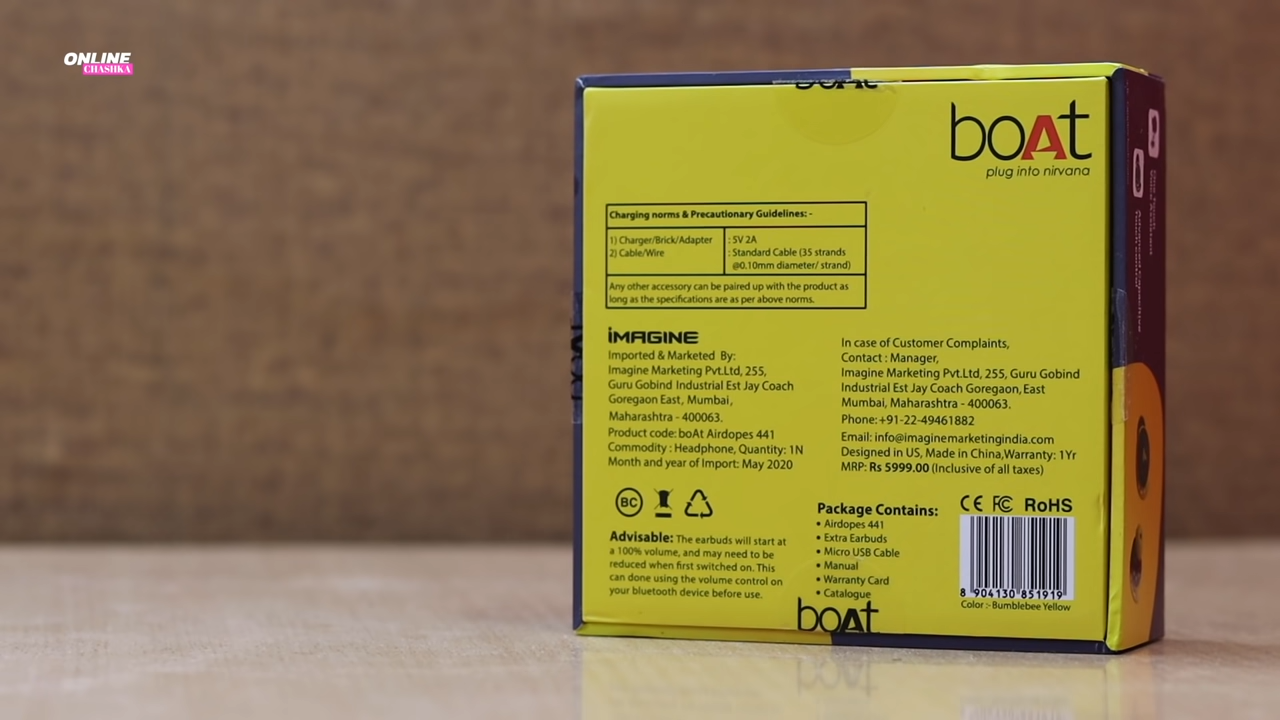 ONLINE
CHASHKA
boAt
boAt
plug into nirvana
Charging norms & Precautionary Guidelines: -
1) Charger/Brick/Adapter : 5V 2A
2) Cable/Wire : Standard Cable (35 strands
@0.10mm diameter/ strand)
Any other accessory can be paired up with the product as
long as the specifications are as per above norms.
iMAGINE
Imported & Marketed By:
Imagine Marketing Pvt.Ltd, 255,
Guru Gobind Industrial Est Jay Coach
Goregaon East, Mumbai,
Maharashtra - 400063.
Product code: boAt Airdopes 441
Commodity : Headphone, Quantity: 1N
Month and year of Import: May 2020
In case of Customer Complaints,
Contact : Manager,
Imagine Marketing Pvt.Ltd, 255, Guru Gobind
Industrial Est Jay Coach Goregaon, East
Mumbai, Maharashtra - 400063.
Phone: +91-22-49461882
Email: info@imaginemarketingindia.com
Designed in US, Made in China,Warranty: 1Yr
MRP: Rs 5999.00 (Inclusive of all taxes)
BC
Advisable: The earbuds will start at
a 100% volume, and may need to be
reduced when first switched on. This
can done using the volume control on
your bluetooth device before use.
Package Contains:
• Airdopes 441
• Extra Earbuds
• Micro USB Cable
• Manual
• Warranty Card
• Catalogue
CE FC RoHS
8 904130 851919
Color :- Bumblebee Yellow
boAt